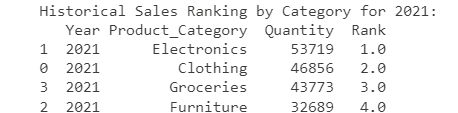 Historical Sales Ranking by Category for 2021:
Year Product_Category Quantity Rank
1 2021 Electronics 53719 1.0
0 2021 Clothing 46856 2.0
3 2021 Groceries 43773 3.0
2 2021 Furniture 32689 4.0